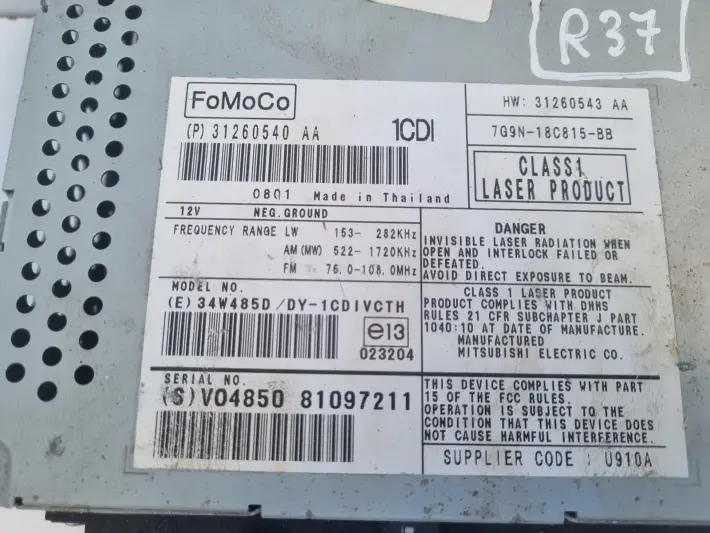 R37
FoMoCo
(P) 31260540 AA 1CDI
0801 Made in Thailand
HW: 31260543 AA
7G9N-18C815-BB
CLASS1
LASER PRODUCT
12V NEG.GROUND
FREQUENCY RANGE LW 153- 282KHz
AM(MW) 522-1720KHz
FM 76.0-108.0MHz
DANGER
INVISIBLE LASER RADIATION WHEN
OPEN AND INTERLOCK FAILED OR
DEFEATED.
AVOID DIRECT EXPOSURE TO BEAM.
MODEL NO.
(E) 34W485D/DY-1CDIVCTH
e13
023204
CLASS 1 LASER PRODUCT
PRODUCT COMPLIES WITH DHHS
RULES 21 CFR SUBCHAPTER J PART
1040:10 AT DATE OF MANUFACTURE.
MANUFACTURED
MITSUBISHI ELECTRIC CO.
SERIAL NO.
(S) V04850 81097211
THIS DEVICE COMPLIES WITH PART
15 OF THE FCC RULES.
OPERATION IS SUBJECT TO THE
CONDITION THAT THIS DEVICE DOES
NOT CAUSE HARMFUL INTERFERENCE.
SUPPLIER CODE : U910A